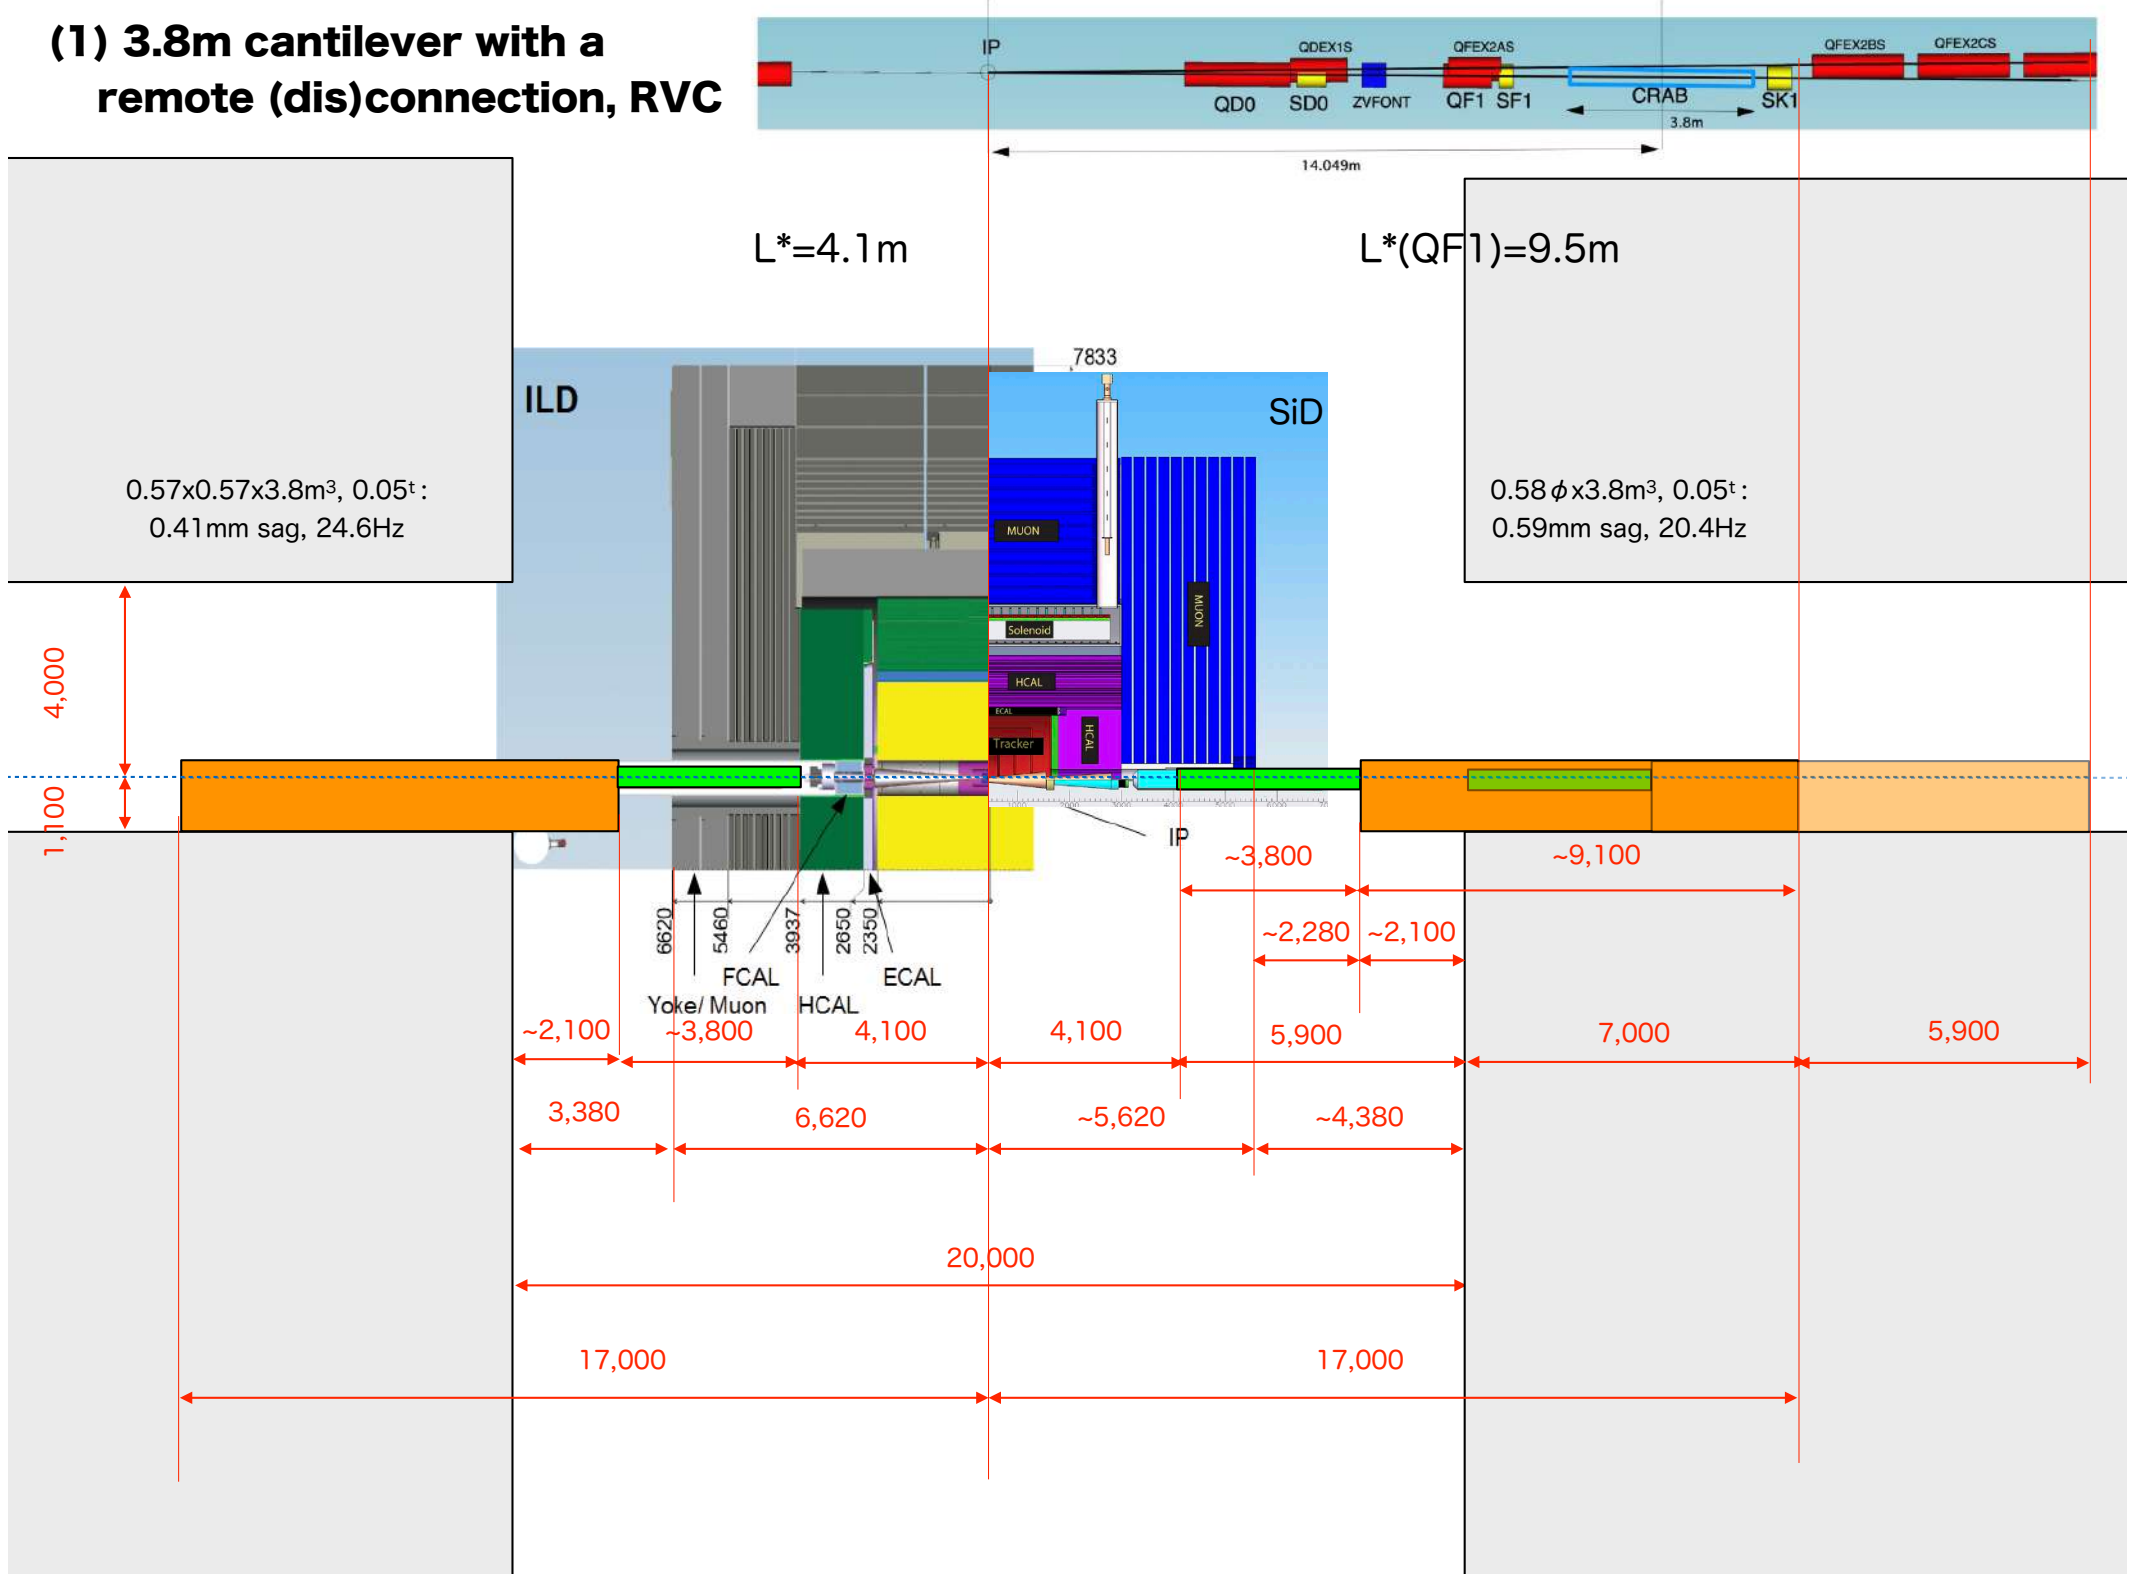 (1) 3.8m cantilever with a
remote (dis)connection, RVC
IP
QDEX1S
QFEX2AS
QFEX2BS
QFEX2CS
QD0
SD0
ZVFONT
QF1
SF1
CRAB
SK1
3.8m
14.049m
L*=4.1m
L*(QF1)=9.5m
7833
ILD
SiD
0.57x0.57x3.8m³, 0.05ᵗ :
0.41mm sag, 24.6Hz
0.58φx3.8m³, 0.05ᵗ :
0.59mm sag, 20.4Hz
MUON
MUON
Solenoid
HCAL
ECAL
HCAL
Tracker
4,000
1,100
IP
~3,800
~9,100
6620
5460
3937
2650
2350
~2,280
~2,100
FCAL
ECAL
Yoke/ Muon
HCAL
~2,100
~3,800
4,100
4,100
5,900
7,000
5,900
3,380
6,620
~5,620
~4,380
20,000
17,000
17,000